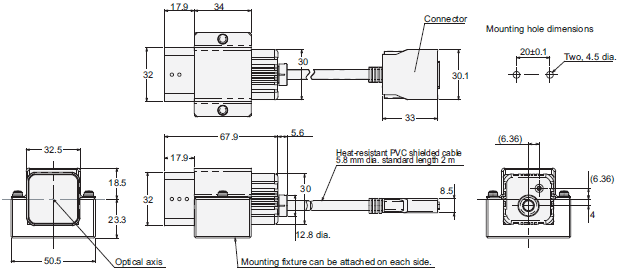 17.9
34
Connector
Mounting hole dimensions
20±0.1
Two, 4.5 dia.
32
30
30.1
33
67.9
5.6
32.5
17.9
Heat-resistant PVC shielded cable
5.8 mm dia. standard length 2 m
(6.36)
18.5
32
30
8.5
(6.36)
23.3
4
12.8 dia.
50.5
Optical axis
Mounting fixture can be attached on each side.